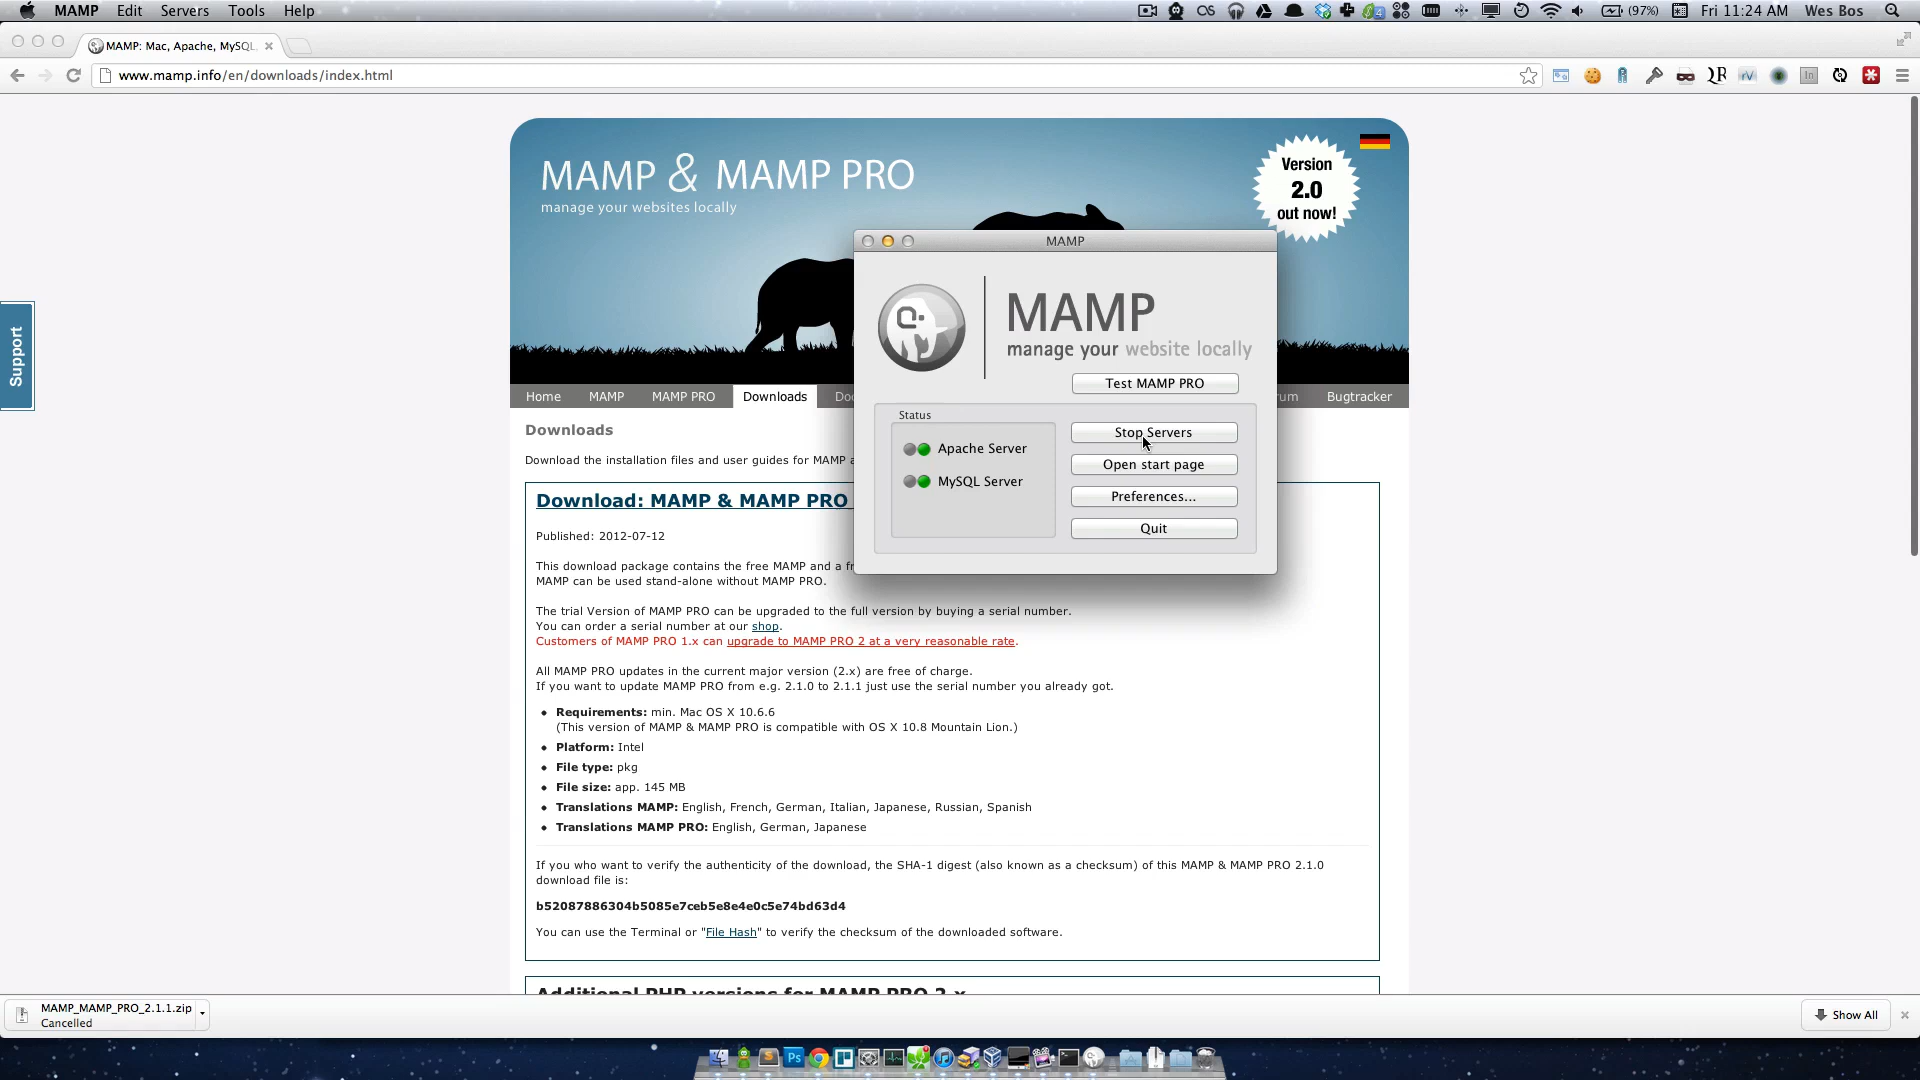 MAMP Edit Servers Tools Help
(97%) Fri 11:24 AM Wes Bos
MAMP: Mac, Apache, MySQL,
www.mamp.info/en/downloads/index.html
MAMP & MAMP PRO
manage your websites locally
Version
2.0
out now!
Support
Home MAMP MAMP PRO Downloads Bugtracker
MAMP
MAMP
manage your website locally
Test MAMP PRO
Status
Apache Server
MySQL Server
Stop Servers
Open start page
Preferences...
Quit
Downloads
Download the installation files and user guides for MAMP
Download: MAMP & MAMP PRO
Published: 2012-07-12
This download package contains the free MAMP and a
MAMP can be used stand-alone without MAMP PRO.
The trial Version of MAMP PRO can be upgraded to the full version by buying a serial number.
You can order a serial number at our shop.
Customers of MAMP PRO 1.x can upgrade to MAMP PRO 2 at a very reasonable rate.
All MAMP PRO updates in the current major version (2.x) are free of charge.
If you want to update MAMP PRO from e.g. 2.1.0 to 2.1.1 just use the serial number you already got.
Requirements: min. Mac OS X 10.6.6
(This version of MAMP & MAMP PRO is compatible with OS X 10.8 Mountain Lion.)
Platform: Intel
File type: pkg
File size: app. 145 MB
Translations MAMP: English, French, German, Italian, Japanese, Russian, Spanish
Translations MAMP PRO: English, German, Japanese
If you who want to verify the authenticity of the download, the SHA-1 digest (also known as a checksum) of this MAMP & MAMP PRO 2.1.0
download file is:
b52087886304b5085e7ceb5e8e4e0c5e74bd63d4
You can use the Terminal or "File Hash" to verify the checksum of the downloaded software.
Additional PHP versions for MAMP PRO 2.x
MAMP_MAMP_PRO_2.1.1.zip
Cancelled
Show All